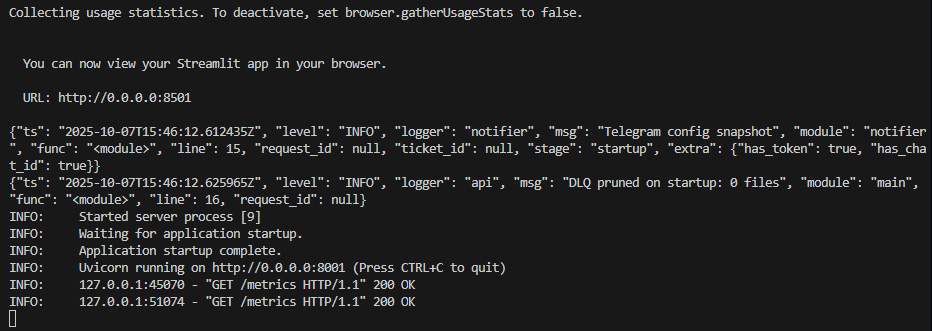 Collecting usage statistics. To deactivate, set browser.gatherUsageStats to false.
You can now view your Streamlit app in your browser.
URL: http://0.0.0.0:8501
{"ts": "2025-10-07T15:46:12.612435Z", "level": "INFO", "logger": "notifier", "msg": "Telegram config snapshot", "module": "notifier
", "func": "<module>", "line": 15, "request_id": null, "ticket_id": null, "stage": "startup", "extra": {"has_token": true, "has_cha
t_id": true}}
{"ts": "2025-10-07T15:46:12.625965Z", "level": "INFO", "logger": "api", "msg": "DLQ pruned on startup: 0 files", "module": "main",
"func": "<module>", "line": 16, "request_id": null}
INFO:     Started server process [9]
INFO:     Waiting for application startup.
INFO:     Application startup complete.
INFO:     Uvicorn running on http://0.0.0.0:8001 (Press CTRL+C to quit)
INFO:     127.0.0.1:45070 - "GET /metrics HTTP/1.1" 200 OK
INFO:     127.0.0.1:51074 - "GET /metrics HTTP/1.1" 200 OK